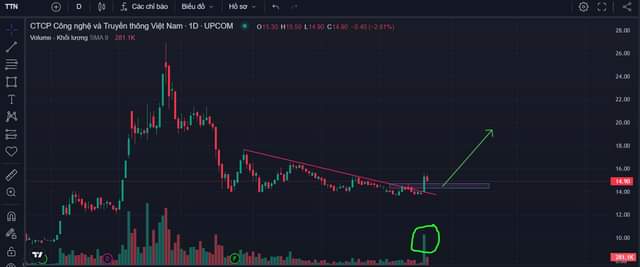 TTN
D
Các chỉ báo
Biểu đồ
Hồ sơ
CTCP Công nghệ và Truyền thông Việt Nam · 1D · UPCOM
O15.30 H15.50 L14.90 C14.90 -0.40 (-2.61%)
Volume - Khối lượng SMA 9 281.1K
28.00
26.00
24.00
22.00
20.00
18.00
16.00
14.90
14.00
12.00
10.00
281.1K
T
D